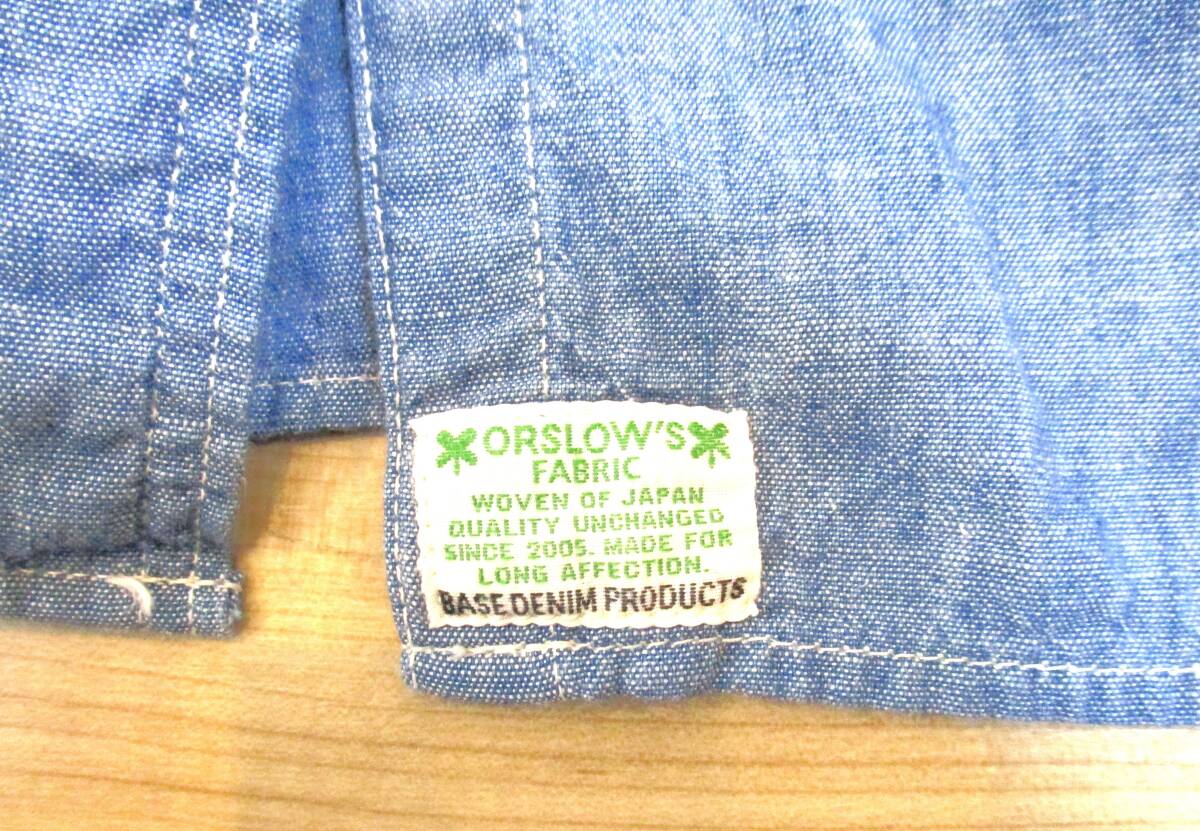 ORSLOW'S
FABRIC
WOVEN OF JAPAN
QUALITY UNCHANGED
SINCE 2005. MADE FOR
LONG AFFECTION.
BASE DENIM PRODUCTS